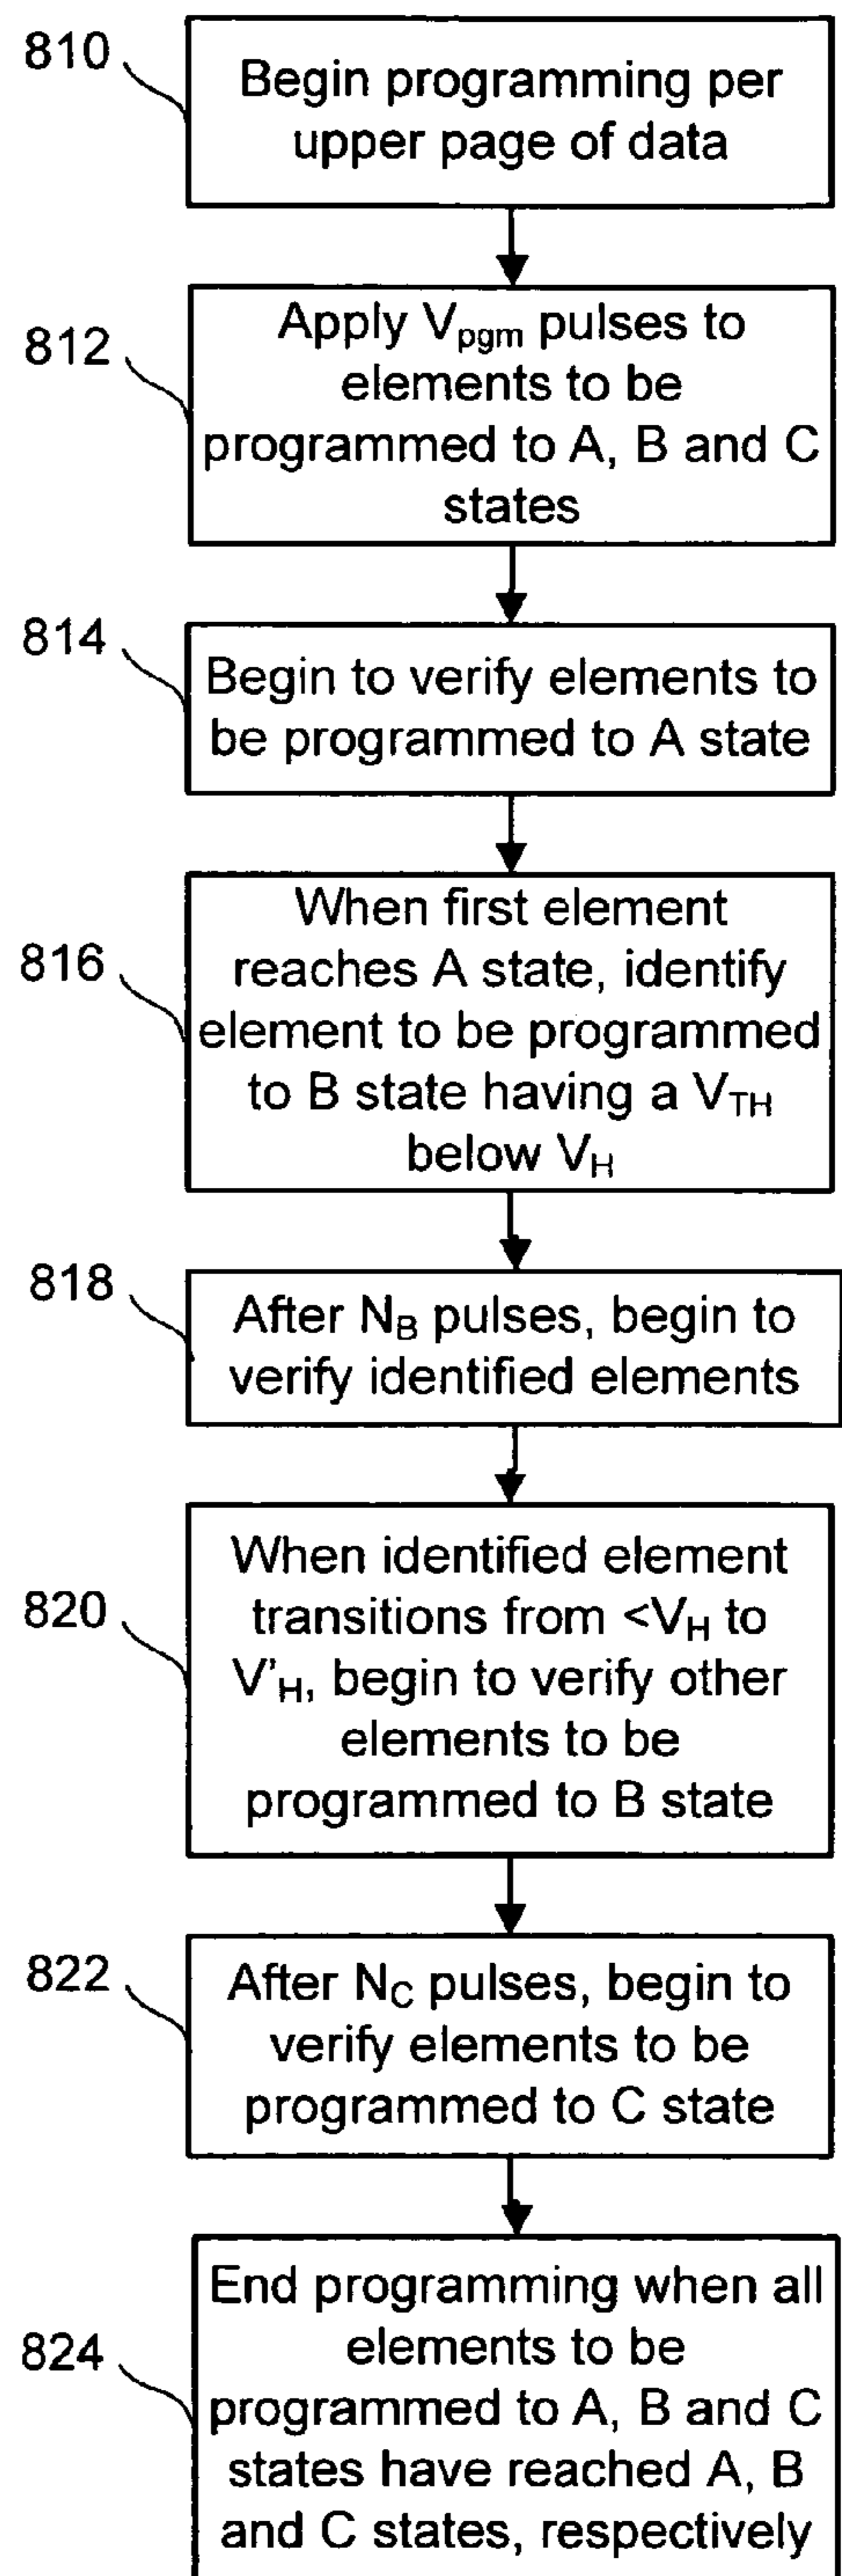 810
Begin programming per
upper page of data
812
Apply Vpgm pulses to
elements to be
programmed to A, B and C
states
814
Begin to verify elements to
be programmed to A state
816
When first element
reaches A state, identify
element to be programmed
to B state having a VTH
below VH
818
After NB pulses, begin to
verify identified elements
820
When identified element
transitions from <VH to
V'H, begin to verify other
elements to be
programmed to B state
822
After NC pulses, begin to
verify elements to be
programmed to C state
824
End programming when all
elements to be
programmed to A, B and C
states have reached A, B
and C states, respectively